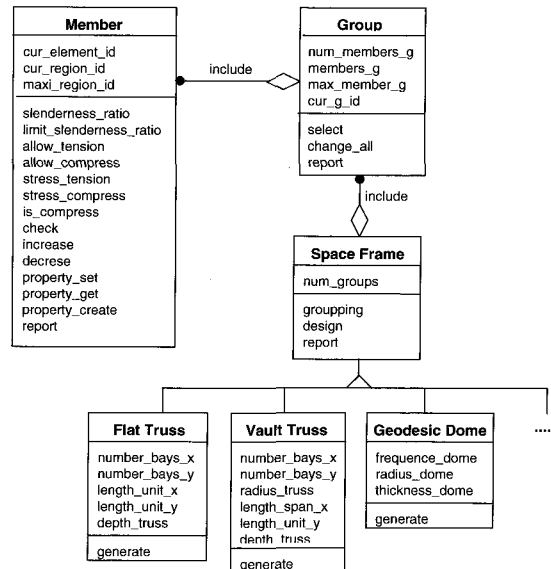 Member
cur_element_id
cur_region_id
maxi_region_id
slenderness_ratio
limit_slenderness_ratio
allow_tension
allow_compress
stress_tension
stress_compress
is_compress
check
increase
decrese
property_set
property_get
property_create
report
include
Group
num_members_g
members_g
max_member_g
cur_g_id
select
change_all
report
include
Space Frame
num_groups
groupping
design
report
Flat Truss
number_bays_x
number_bays_y
length_unit_x
length_unit_y
depth_truss
generate
Vault Truss
number_bays_x
number_bays_y
radius_truss
length_span_x
length_unit_y
depth_truss
generate
Geodesic Dome
frequence_dome
radius_dome
thickness_dome
generate
....